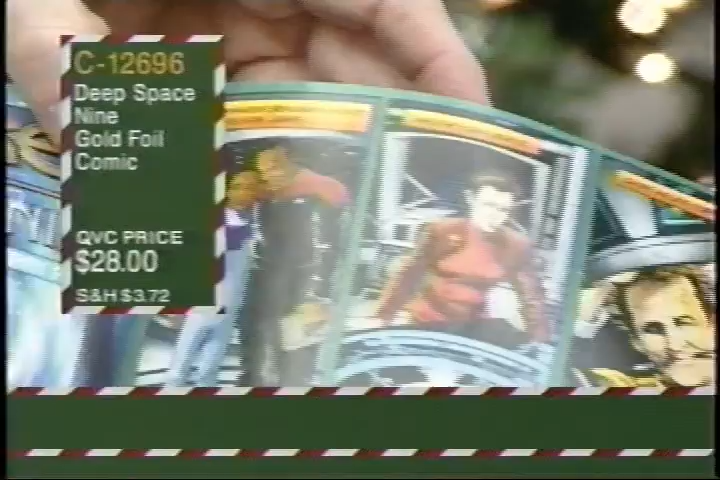 C-12696
Deep Space
Nine
Gold Foil
Comic
QVC PRICE
$28.00
S&H $3.72